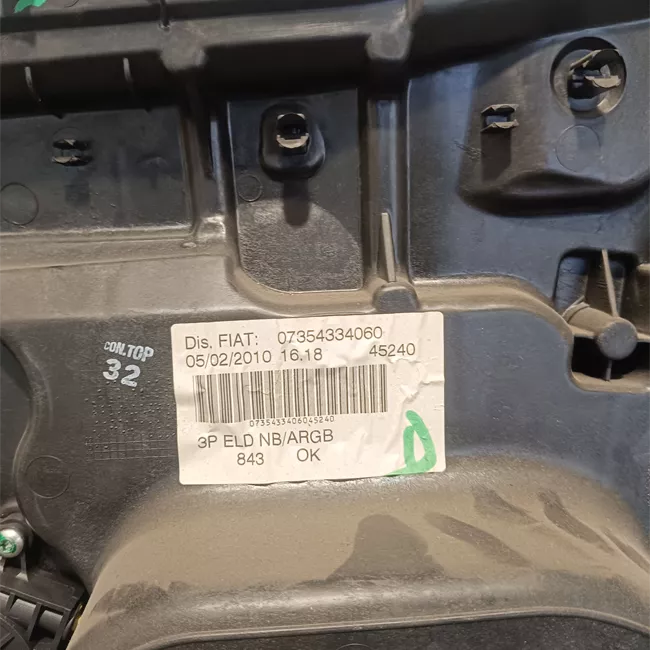 Dis. FIAT: 07354334060
05/02/2010 16.18 45240
0735433406045240
3P ELD NB/ARGB
843 OK
D
CON.TOP
32